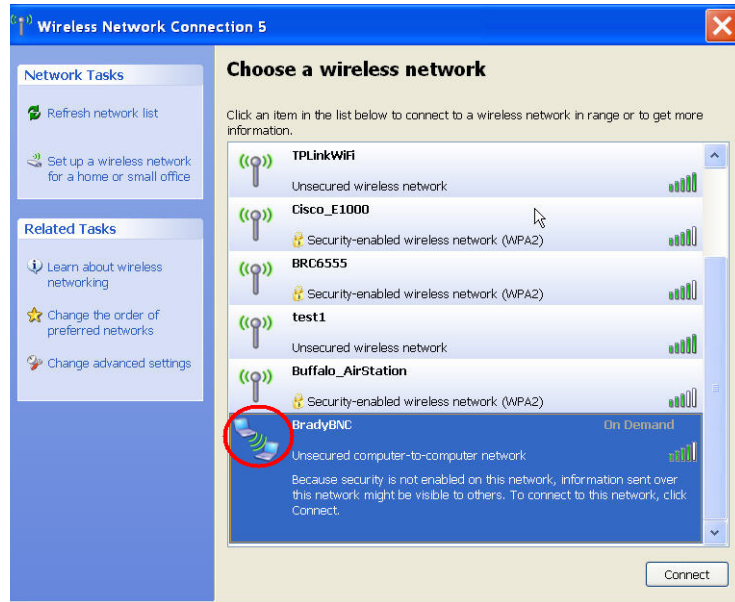 Wireless Network Connection 5
Network Tasks
Refresh network list
Set up a wireless network
for a home or small office
Related Tasks
Learn about wireless
networking
Change the order of
preferred networks
Change advanced settings
Choose a wireless network
Click an item in the list below to connect to a wireless network in range or to get more
information.
TPLinkWiFi
Unsecured wireless network
Cisco_E1000
Security-enabled wireless network (WPA2)
BRC6555
Security-enabled wireless network (WPA2)
test1
Unsecured wireless network
Buffalo_AirStation
Security-enabled wireless network (WPA2)
BradyBNC On Demand
Unsecured computer-to-computer network
Because security is not enabled on this network, information sent over
this network might be visible to others. To connect to this network, click
Connect.
Connect